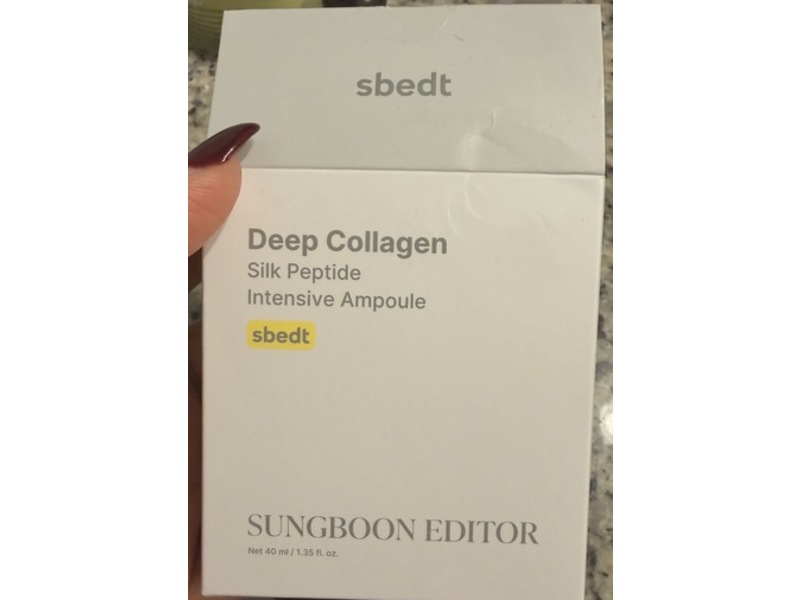 sbedt
Deep Collagen
Silk Peptide
Intensive Ampoule
sbedt
SUNGBOON EDITOR
Net 40 ml / 1.35 fl. oz.